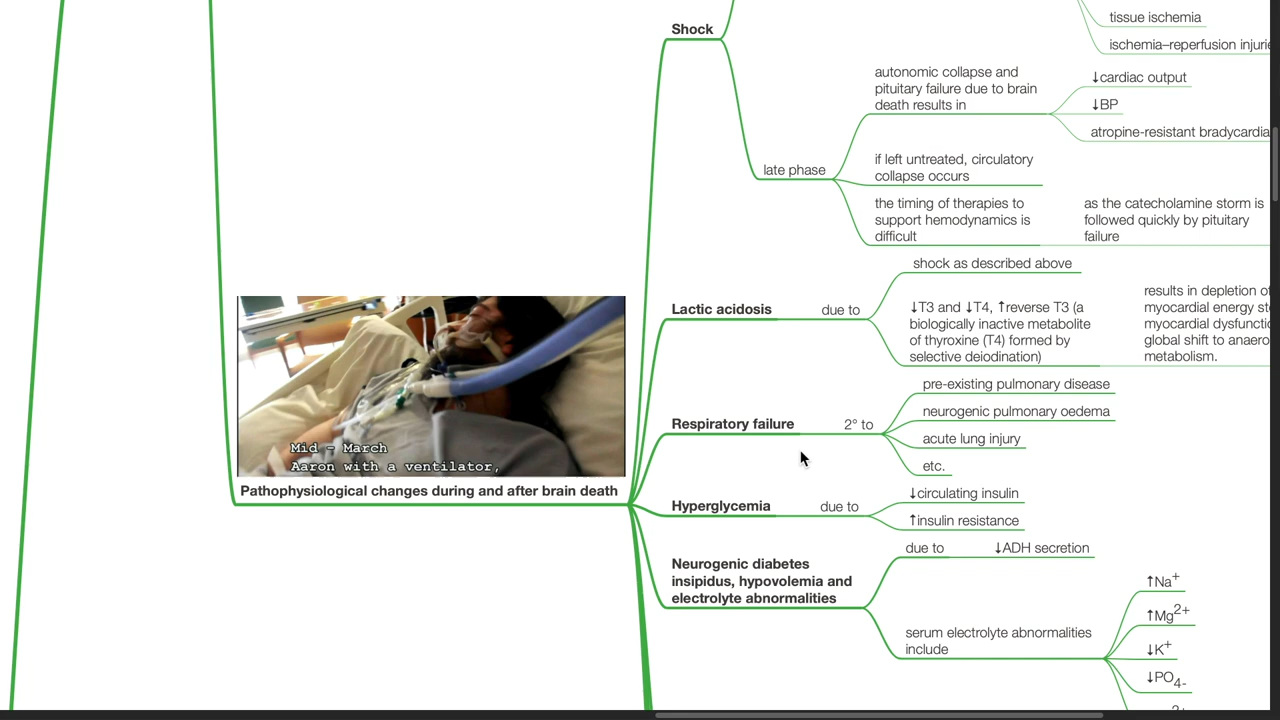 Shock
tissue ischemia
ischemia–reperfusion
autonomic collapse and
pituitary failure due to brain
death results in
↓cardiac output
↓BP
atropine-resistant bradycardia
late phase
if left untreated, circulatory
collapse occurs
the timing of therapies to
support hemodynamics is
difficult
as the catecholamine storm is
followed quickly by pituitary
failure
Lactic acidosis
due to
shock as described above
↓T3 and ↓T4, ↑reverse T3 (a
biologically inactive metabolite
of thyroxine (T4) formed by
selective deiodination)
results in depletion of
myocardial energy
myocardial
global shift to
metabolism.
Respiratory failure
2° to
pre-existing pulmonary disease
neurogenic pulmonary oedema
acute lung injury
etc.
Mid - March
Aaron with a ventilator,
Pathophysiological changes during and after brain death
Hyperglycemia
due to
↓circulating insulin
↑insulin resistance
Neurogenic diabetes
insipidus, hypovolemia and
electrolyte abnormalities
due to
↓ADH secretion
serum electrolyte abnormalities
include
↑Na+
↑Mg2+
↓K+
↓PO4-